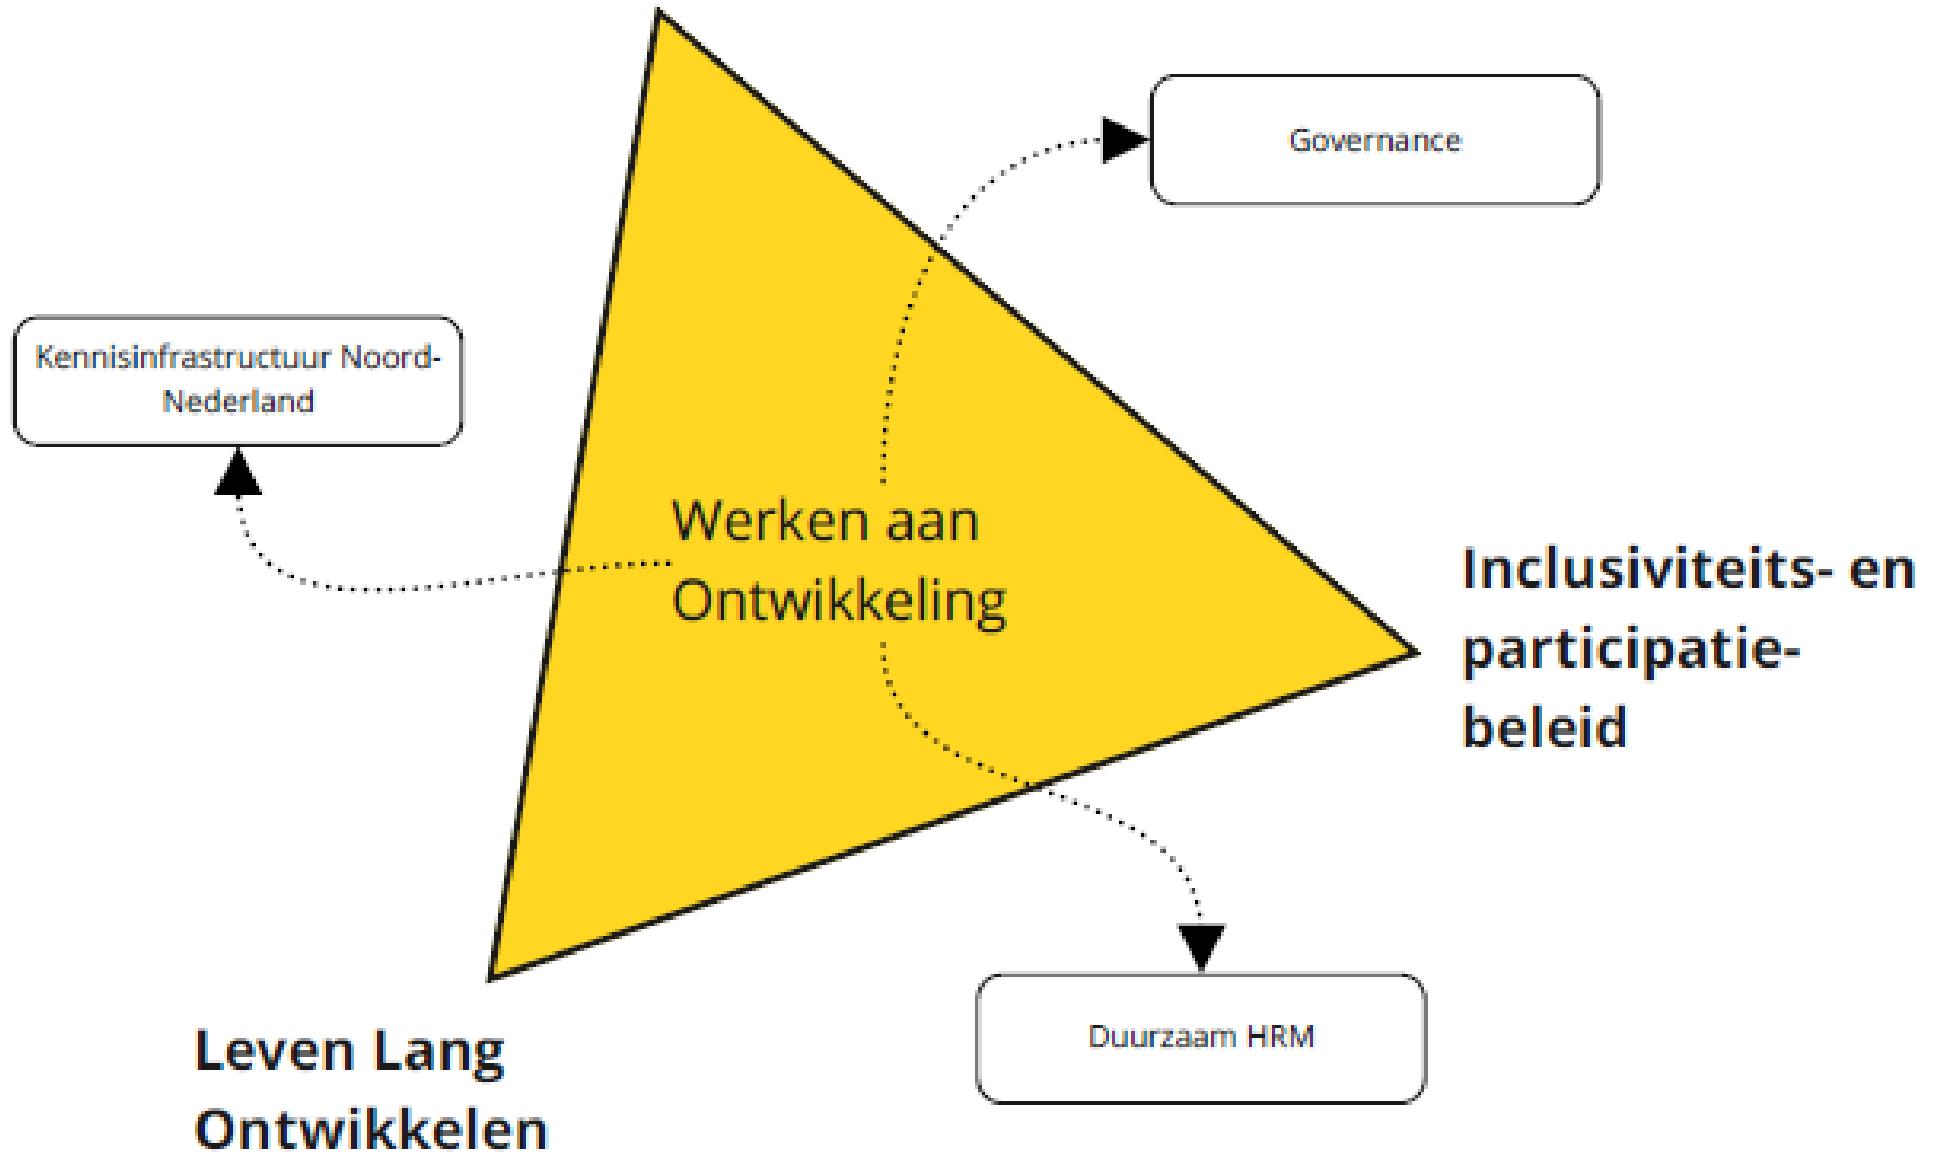 Governance
Kennisinfrastructuur Noord-
Nederland
Werken aan
Ontwikkeling
Inclusiviteits- en
participatie-
beleid
Duurzaam HRM
Leven Lang
Ontwikkelen